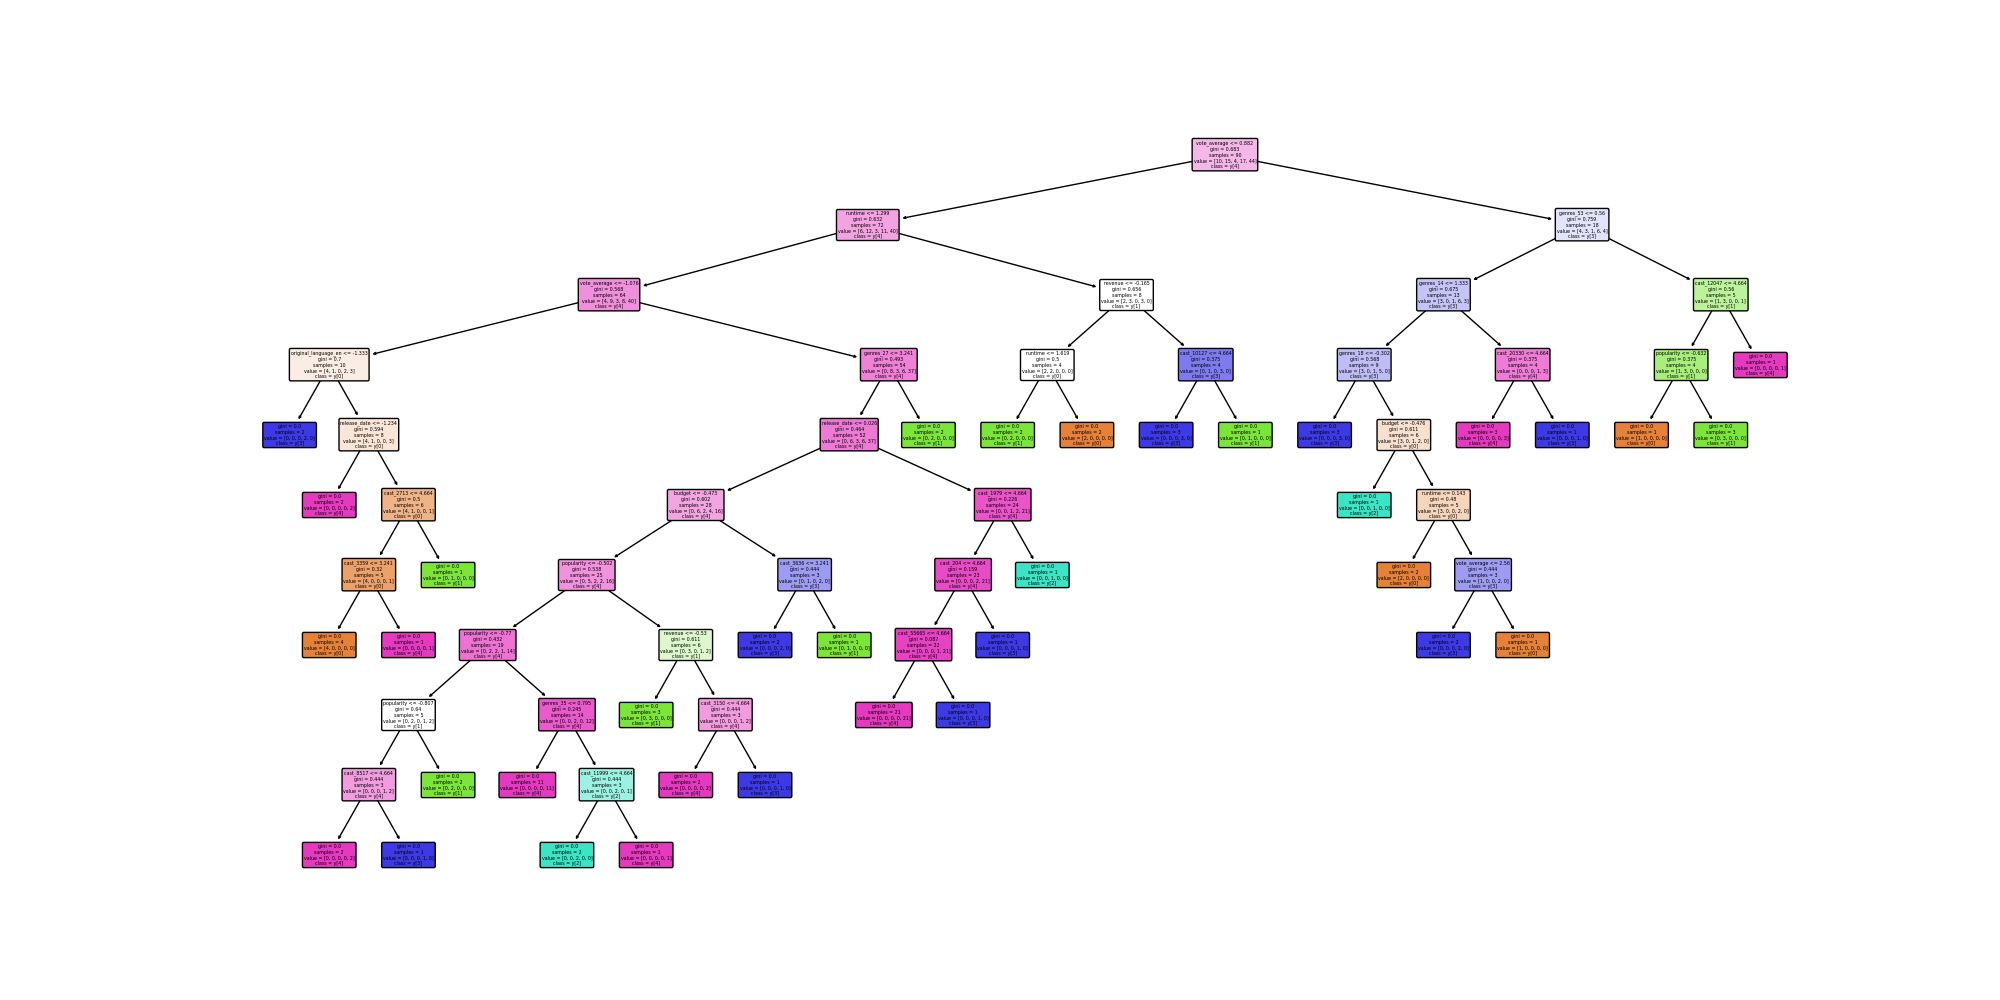 vote_average <= 0.882
gini = 0.683
samples = 90
value = [10, 15, 4, 17, 44]
class = y[4]
runtime <= 1.299
gini = 0.632
samples = 72
value = [6, 12, 3, 11, 40]
class = y[4]
genres_53 <= 0.56
gini = 0.759
samples = 18
value = [4, 3, 1, 6, 4]
class = y[3]
vote_average <= -1.076
gini = 0.568
samples = 64
value = [4, 9, 3, 8, 40]
class = y[4]
revenue <= -0.165
gini = 0.656
samples = 8
value = [2, 3, 0, 3, 0]
class = y[1]
genres_14 <= 1.333
gini = 0.675
samples = 13
value = [3, 0, 1, 6, 3]
class = y[3]
cast_12047 <= 4.664
gini = 0.56
samples = 5
value = [1, 3, 0, 0, 1]
class = y[1]
original_language_en <= -1.333
gini = 0.7
samples = 10
value = [4, 1, 0, 2, 3]
class = y[0]
genres_27 <= 3.241
gini = 0.493
samples = 54
value = [0, 8, 3, 6, 37]
class = y[4]
runtime <= 1.619
gini = 0.5
samples = 4
value = [2, 2, 0, 0, 0]
class = y[0]
cast_10127 <= 4.664
gini = 0.375
samples = 4
value = [0, 1, 0, 3, 0]
class = y[3]
genres_18 <= -0.302
gini = 0.568
samples = 9
value = [3, 0, 1, 5, 0]
class = y[3]
cast_20330 <= 4.664
gini = 0.375
samples = 4
value = [0, 0, 0, 1, 3]
class = y[4]
popularity <= -0.632
gini = 0.375
samples = 4
value = [1, 3, 0, 0, 0]
class = y[1]
gini = 0.0
samples = 1
value = [0, 0, 0, 0, 1]
class = y[4]
gini = 0.0
samples = 2
value = [0, 0, 0, 2, 0]
class = y[3]
release_date <= -1.234
gini = 0.594
samples = 8
value = [4, 1, 0, 0, 3]
class = y[0]
release_date <= 0.026
gini = 0.464
samples = 52
value = [0, 6, 3, 6, 37]
class = y[4]
gini = 0.0
samples = 2
value = [0, 2, 0, 0, 0]
class = y[1]
gini = 0.0
samples = 2
value = [0, 2, 0, 0, 0]
class = y[1]
gini = 0.0
samples = 2
value = [2, 0, 0, 0, 0]
class = y[0]
gini = 0.0
samples = 3
value = [0, 0, 0, 3, 0]
class = y[3]
gini = 0.0
samples = 1
value = [0, 1, 0, 0, 0]
class = y[1]
gini = 0.0
samples = 3
value = [0, 0, 0, 3, 0]
class = y[3]
budget <= -0.476
gini = 0.611
samples = 6
value = [3, 0, 1, 2, 0]
class = y[0]
gini = 0.0
samples = 3
value = [0, 0, 0, 0, 3]
class = y[4]
gini = 0.0
samples = 1
value = [0, 0, 0, 1, 0]
class = y[3]
gini = 0.0
samples = 1
value = [1, 0, 0, 0, 0]
class = y[0]
gini = 0.0
samples = 3
value = [0, 3, 0, 0, 0]
class = y[1]
gini = 0.0
samples = 2
value = [0, 0, 0, 0, 2]
class = y[4]
cast_2713 <= 4.664
gini = 0.5
samples = 6
value = [4, 1, 0, 0, 1]
class = y[0]
budget <= -0.473
gini = 0.602
samples = 28
value = [0, 6, 2, 4, 16]
class = y[4]
cast_1979 <= 4.664
gini = 0.226
samples = 24
value = [0, 0, 1, 2, 21]
class = y[4]
gini = 0.0
samples = 1
value = [0, 0, 1, 0, 0]
class = y[2]
runtime <= 0.143
gini = 0.48
samples = 5
value = [3, 0, 0, 2, 0]
class = y[0]
cast_3359 <= 3.241
gini = 0.32
samples = 5
value = [4, 0, 0, 0, 1]
class = y[0]
gini = 0.0
samples = 1
value = [0, 1, 0, 0, 0]
class = y[1]
popularity <= -0.502
gini = 0.538
samples = 25
value = [0, 5, 2, 2, 16]
class = y[4]
cast_3636 <= 3.241
gini = 0.444
samples = 3
value = [0, 1, 0, 2, 0]
class = y[3]
cast_204 <= 4.664
gini = 0.159
samples = 23
value = [0, 0, 0, 2, 21]
class = y[4]
gini = 0.0
samples = 1
value = [0, 0, 1, 0, 0]
class = y[2]
gini = 0.0
samples = 2
value = [2, 0, 0, 0, 0]
class = y[0]
vote_average <= 2.56
gini = 0.444
samples = 3
value = [1, 0, 0, 2, 0]
class = y[3]
gini = 0.0
samples = 4
value = [4, 0, 0, 0, 0]
class = y[0]
gini = 0.0
samples = 1
value = [0, 0, 0, 0, 1]
class = y[4]
popularity <= -0.77
gini = 0.432
samples = 19
value = [0, 2, 2, 1, 14]
class = y[4]
revenue <= -0.53
gini = 0.611
samples = 6
value = [0, 3, 0, 1, 2]
class = y[1]
gini = 0.0
samples = 2
value = [0, 0, 0, 2, 0]
class = y[3]
gini = 0.0
samples = 1
value = [0, 1, 0, 0, 0]
class = y[1]
cast_55665 <= 4.664
gini = 0.087
samples = 22
value = [0, 0, 0, 1, 21]
class = y[4]
gini = 0.0
samples = 1
value = [0, 0, 0, 1, 0]
class = y[3]
gini = 0.0
samples = 2
value = [0, 0, 0, 2, 0]
class = y[3]
gini = 0.0
samples = 1
value = [1, 0, 0, 0, 0]
class = y[0]
popularity <= -0.807
gini = 0.64
samples = 5
value = [0, 2, 0, 1, 2]
class = y[1]
genres_35 <= 0.795
gini = 0.245
samples = 14
value = [0, 0, 2, 0, 12]
class = y[4]
gini = 0.0
samples = 3
value = [0, 3, 0, 0, 0]
class = y[1]
cast_3150 <= 4.664
gini = 0.444
samples = 3
value = [0, 0, 0, 1, 2]
class = y[4]
gini = 0.0
samples = 21
value = [0, 0, 0, 0, 21]
class = y[4]
gini = 0.0
samples = 1
value = [0, 0, 0, 1, 0]
class = y[3]
cast_8517 <= 4.664
gini = 0.444
samples = 3
value = [0, 0, 0, 1, 2]
class = y[4]
gini = 0.0
samples = 2
value = [0, 2, 0, 0, 0]
class = y[1]
gini = 0.0
samples = 11
value = [0, 0, 0, 0, 11]
class = y[4]
cast_11999 <= 4.664
gini = 0.444
samples = 3
value = [0, 0, 2, 0, 1]
class = y[2]
gini = 0.0
samples = 2
value = [0, 0, 0, 0, 2]
class = y[4]
gini = 0.0
samples = 1
value = [0, 0, 0, 1, 0]
class = y[3]
gini = 0.0
samples = 2
value = [0, 0, 0, 0, 2]
class = y[4]
gini = 0.0
samples = 1
value = [0, 0, 0, 1, 0]
class = y[3]
gini = 0.0
samples = 2
value = [0, 0, 2, 0, 0]
class = y[2]
gini = 0.0
samples = 1
value = [0, 0, 0, 0, 1]
class = y[4]